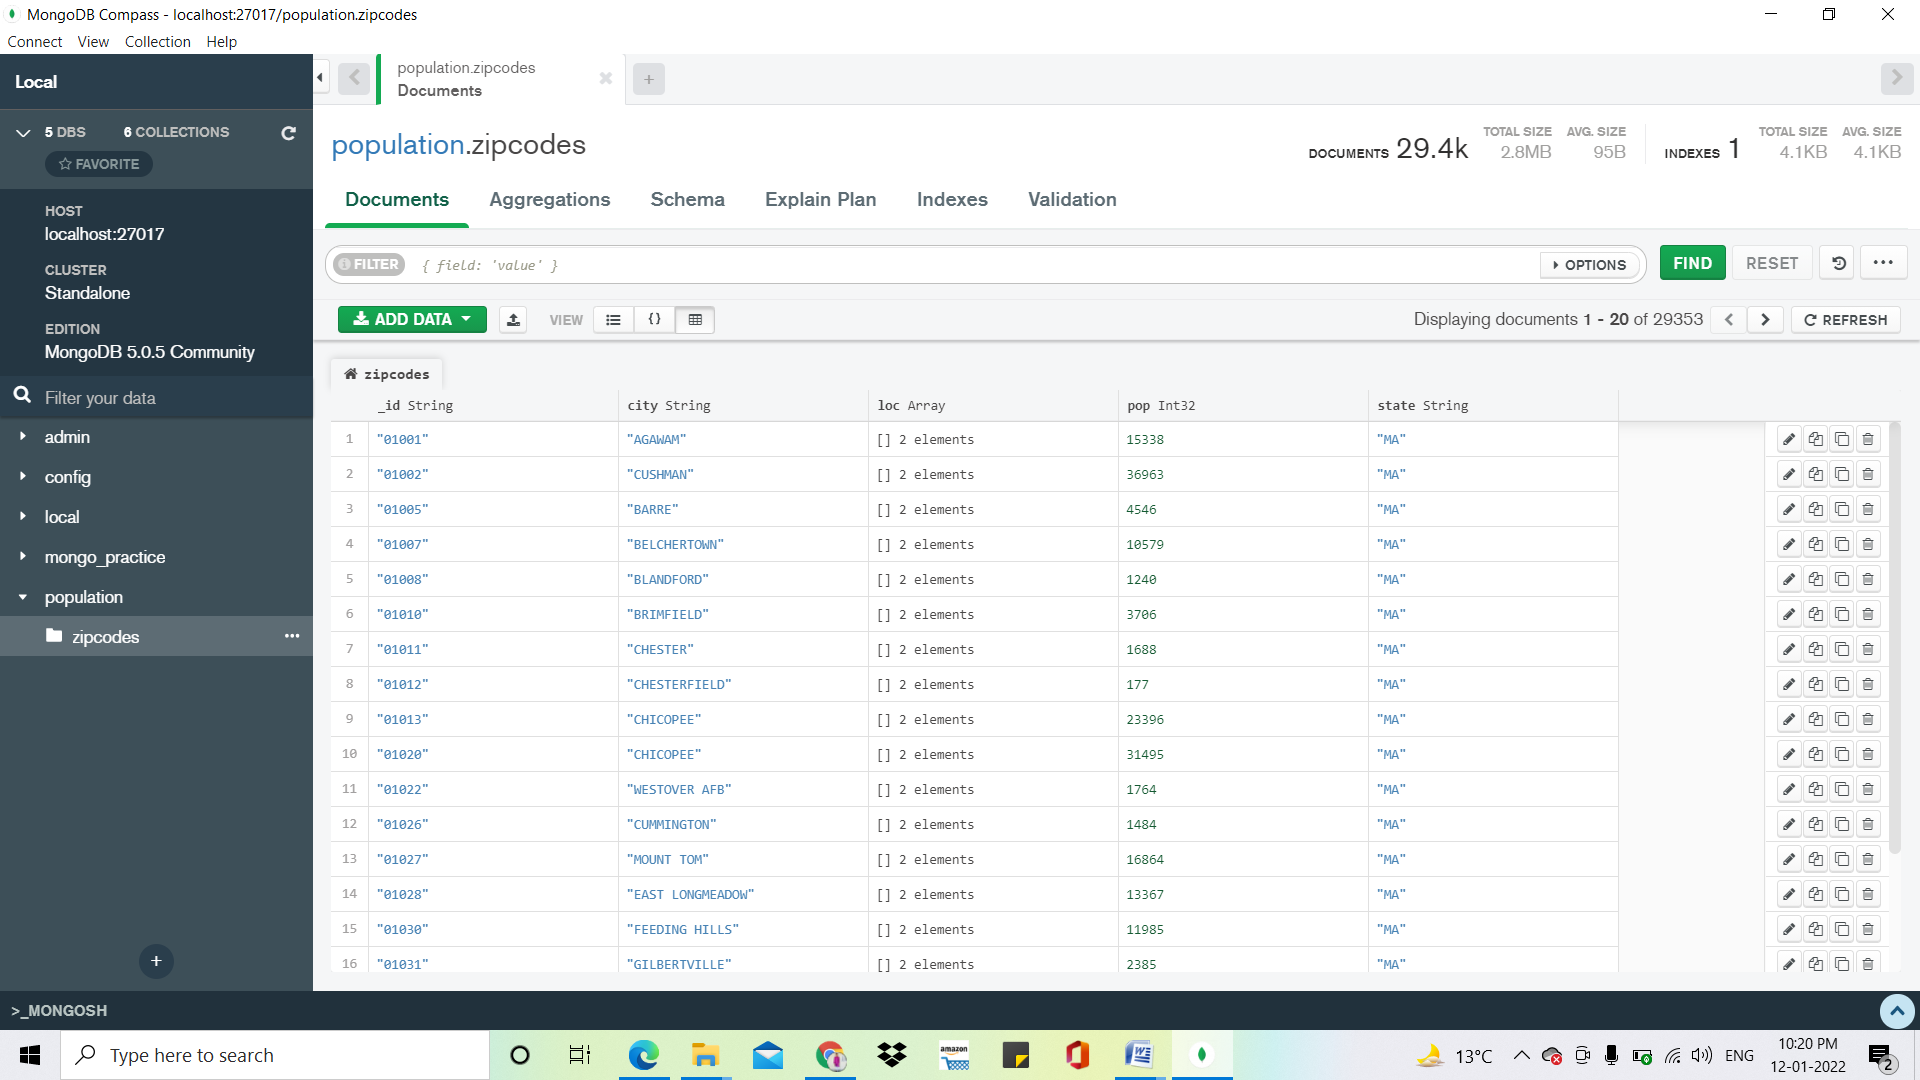 MongoDB Compass - localhost:27017/population.zipcodes
Connect View Collection Help
Local
5 DBS 6 COLLECTIONS
FAVORITE
HOST
localhost:27017
CLUSTER
Standalone
EDITION
MongoDB 5.0.5 Community
Filter your data
admin
config
local
mongo_practice
population
zipcodes
>_MONGOSH
population.zipcodes
Documents
population.zipcodes
DOCUMENTS 29.4k TOTAL SIZE 2.8MB AVG. SIZE 95B INDEXES 1 TOTAL SIZE 4.1KB AVG. SIZE 4.1KB
Documents Aggregations Schema Explain Plan Indexes Validation
FILTER { field: 'value' } OPTIONS FIND RESET
ADD DATA VIEW Displaying documents 1 - 20 of 29353 REFRESH
zipcodes
_id String city String loc Array pop Int32 state String
1 "01001" "AGAWAM" [] 2 elements 15338 "MA"
2 "01002" "CUSHMAN" [] 2 elements 36963 "MA"
3 "01005" "BARRE" [] 2 elements 4546 "MA"
4 "01007" "BELCHERTOWN" [] 2 elements 10579 "MA"
5 "01008" "BLANDFORD" [] 2 elements 1240 "MA"
6 "01010" "BRIMFIELD" [] 2 elements 3706 "MA"
7 "01011" "CHESTER" [] 2 elements 1688 "MA"
8 "01012" "CHESTERFIELD" [] 2 elements 177 "MA"
9 "01013" "CHICOPEE" [] 2 elements 23396 "MA"
10 "01020" "CHICOPEE" [] 2 elements 31495 "MA"
11 "01022" "WESTOVER AFB" [] 2 elements 1764 "MA"
12 "01026" "CUMMINGTON" [] 2 elements 1484 "MA"
13 "01027" "MOUNT TOM" [] 2 elements 16864 "MA"
14 "01028" "EAST LONGMEADOW" [] 2 elements 13367 "MA"
15 "01030" "FEEDING HILLS" [] 2 elements 11985 "MA"
16 "01031" "GILBERTVILLE" [] 2 elements 2385 "MA"
Type here to search
amazon
13°C
ENG
10:20 PM
12-01-2022
2